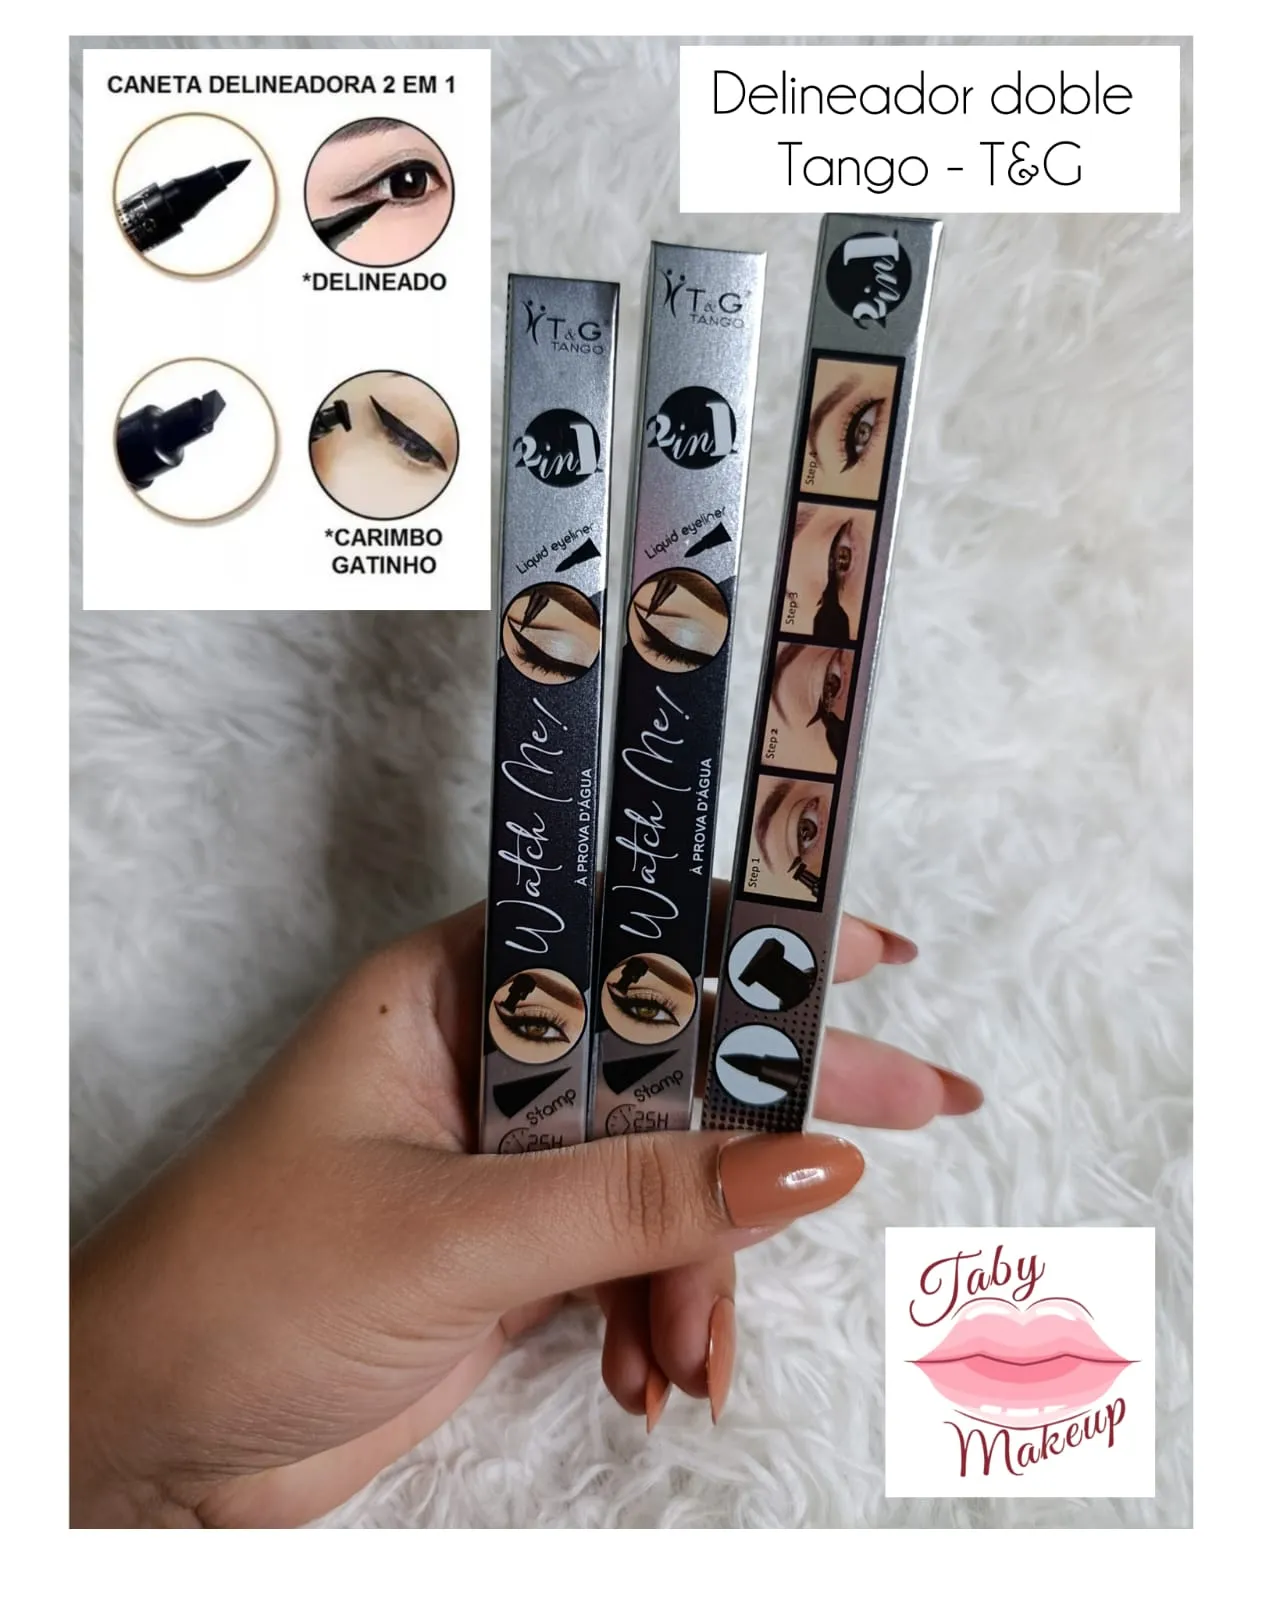 CANETA DELINEADORA 2 EM 1
*DELINEADO
*CARIMBO
GATINHO
Delineador doble
Tango - T&G
T&G
TANGO
2in1
Liquid eyeliner
Watch Me!
À PROVA D'ÁGUA
Stamp
25H
T&G
TANGO
2in1
Liquid eyeliner
Watch Me!
À PROVA D'ÁGUA
Stamp
25H
2in1
Step 4
Step 3
Step 2
Step 1
Taby
Makeup